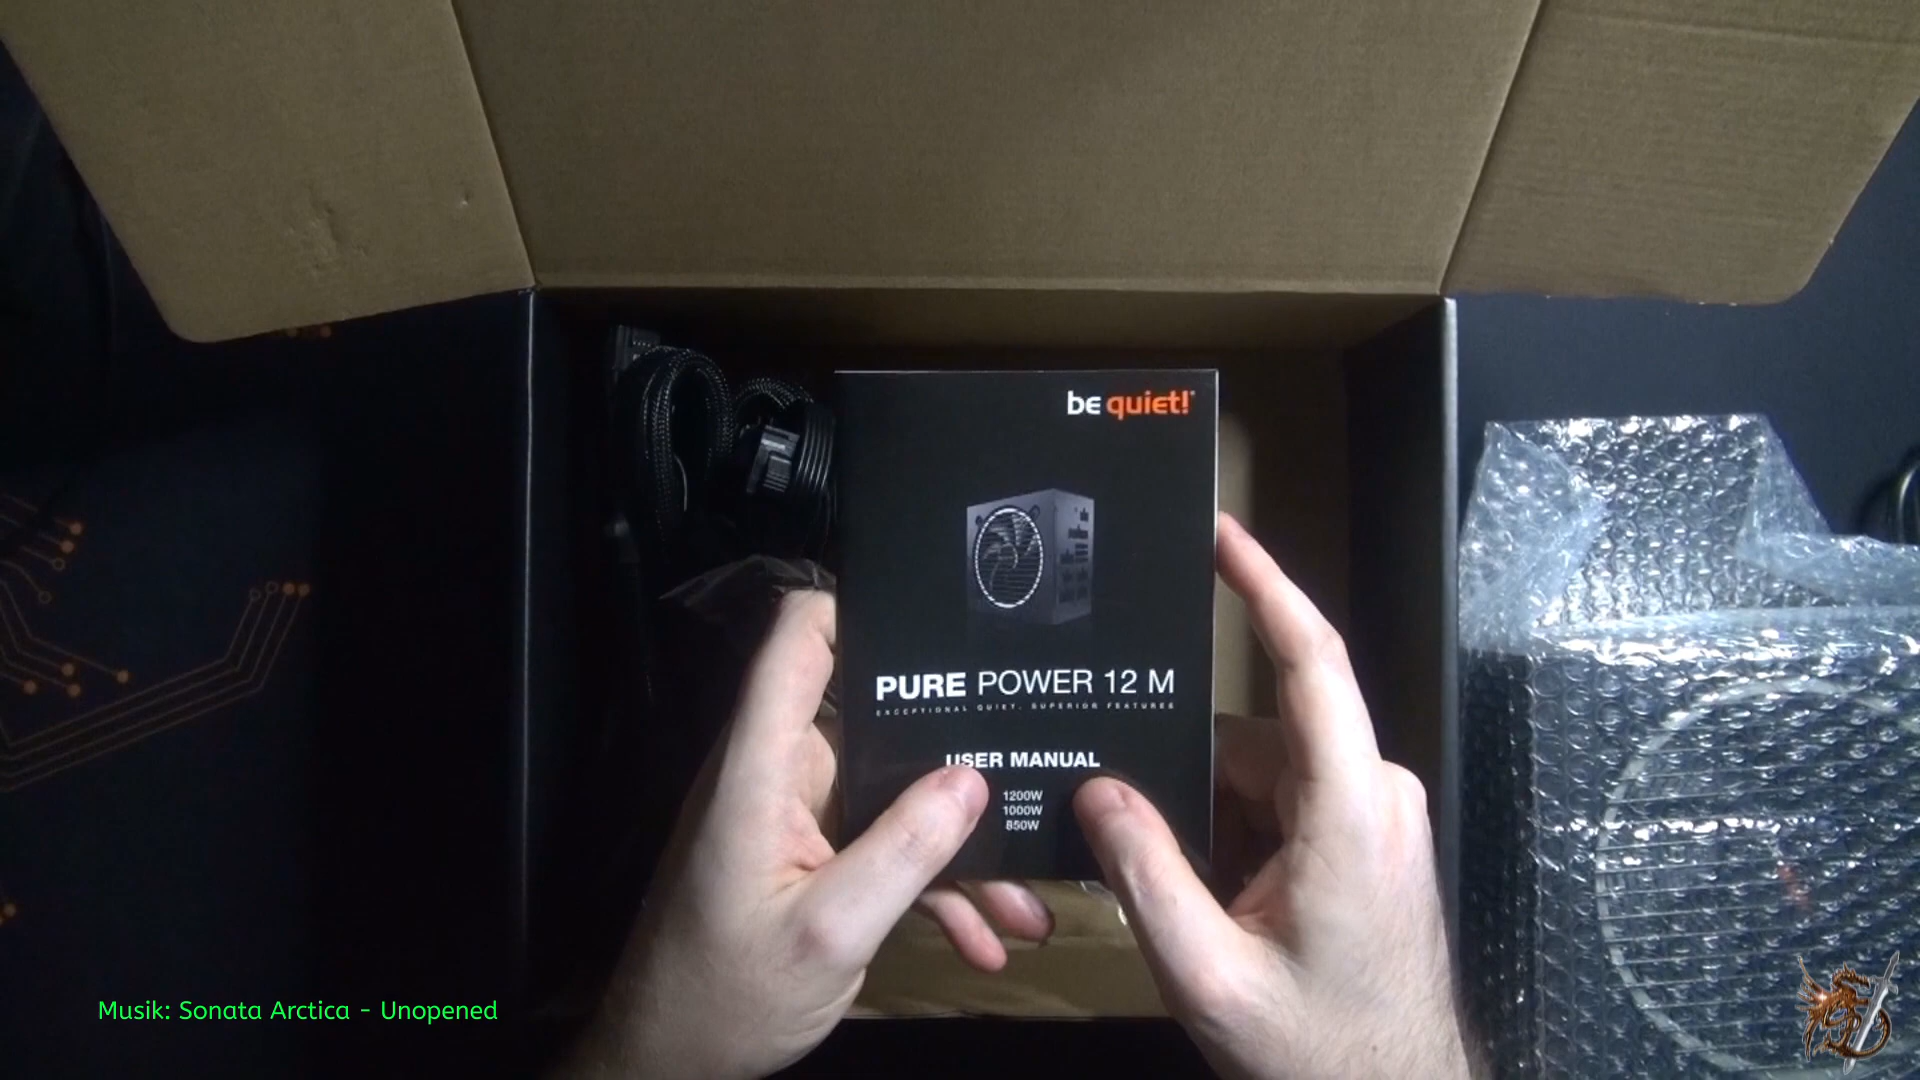 be quiet!
PURE POWER 12 M
EXCEPTIONAL QUIET. SUPERIOR FEATURES
USER MANUAL
1200W
1000W
850W
Musik: Sonata Arctica - Unopened